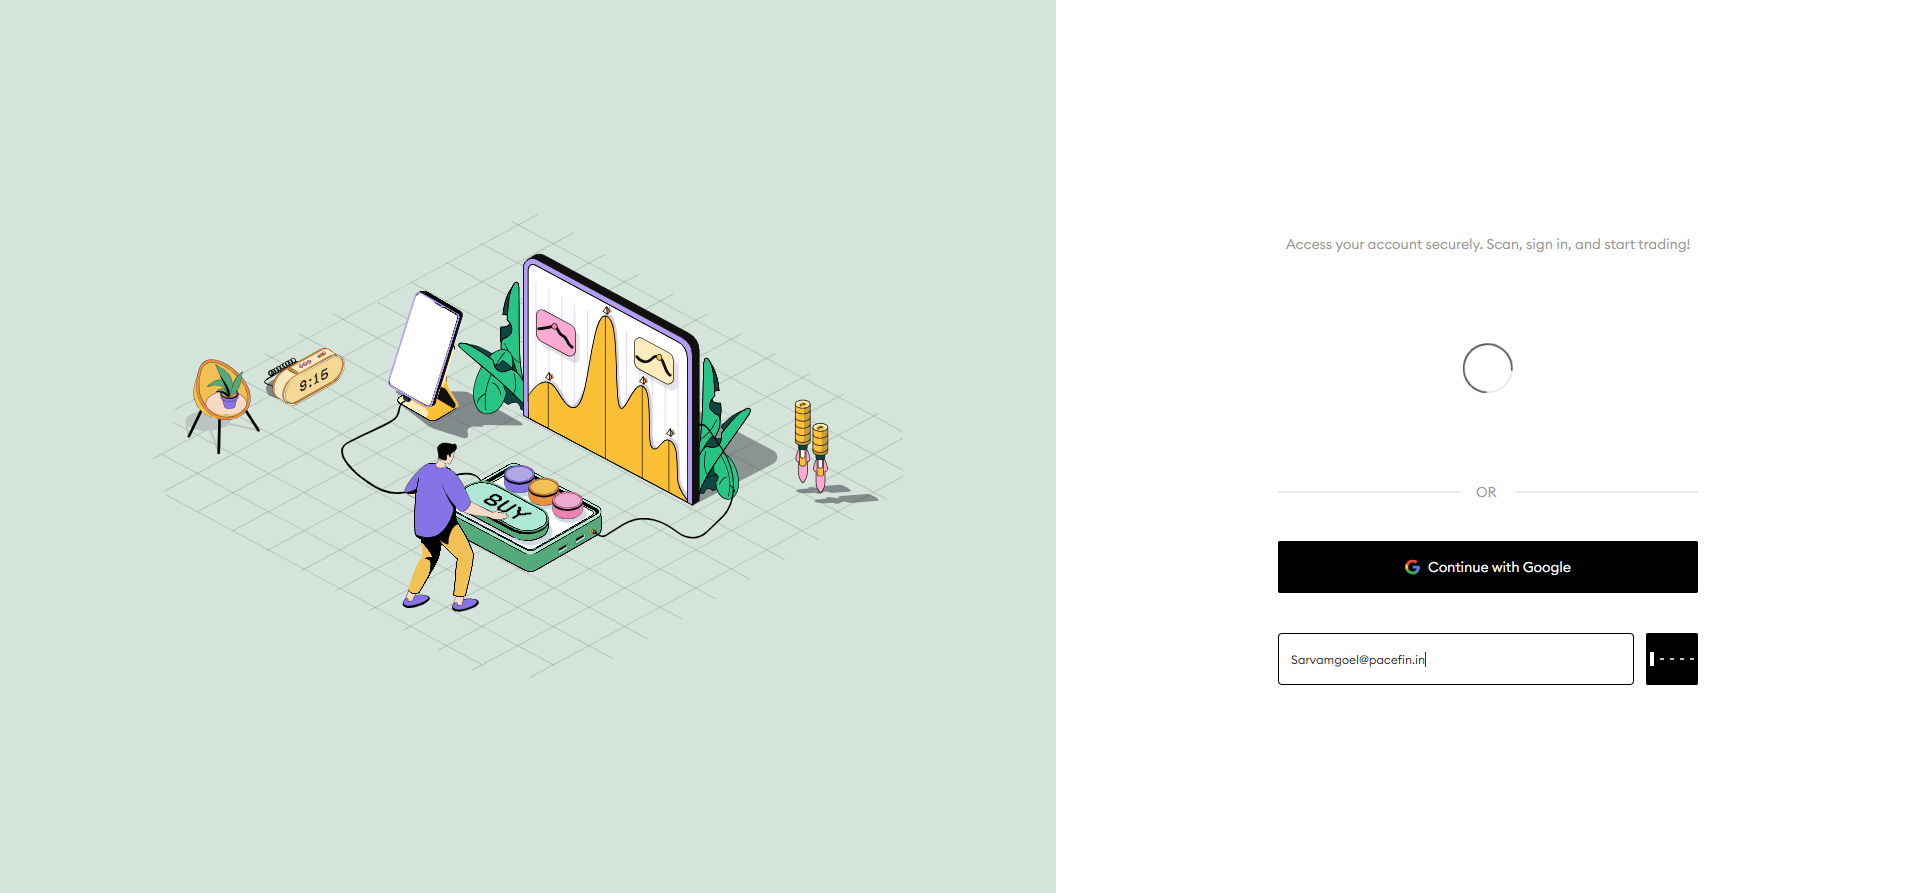 9:15
BUY
Access your account securely. Scan, sign in, and start trading!
OR
Continue with Google
Sarvamgoel@pacefin.in